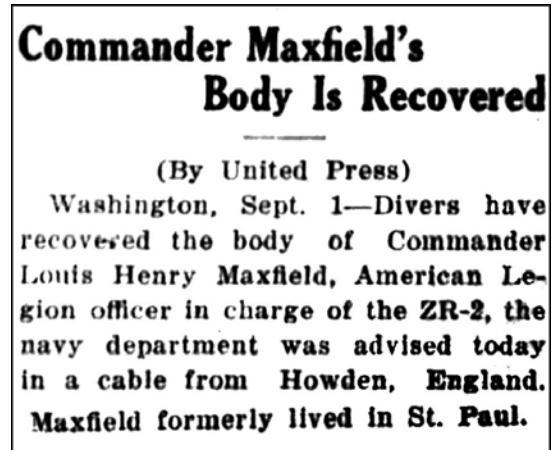 Commander Maxfield's
Body Is Recovered
(By United Press)
Washington, Sept. 1—Divers have
recovered the body of Commander
Louis Henry Maxfield, American Le-
gion officer in charge of the ZR-2, the
navy department was advised today
in a cable from Howden, England.
Maxfield formerly lived in St. Paul.